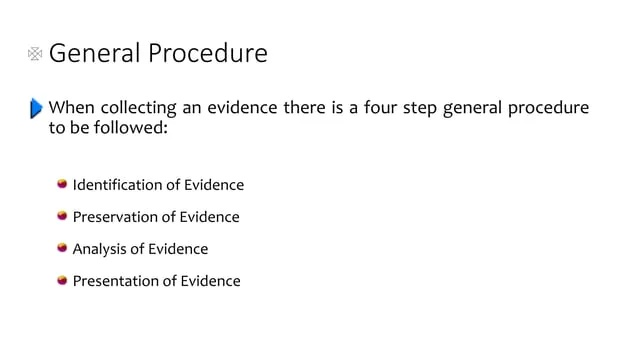 General Procedure
When collecting an evidence there is a four step general procedure
to be followed:
Identification of Evidence
Preservation of Evidence
Analysis of Evidence
Presentation of Evidence